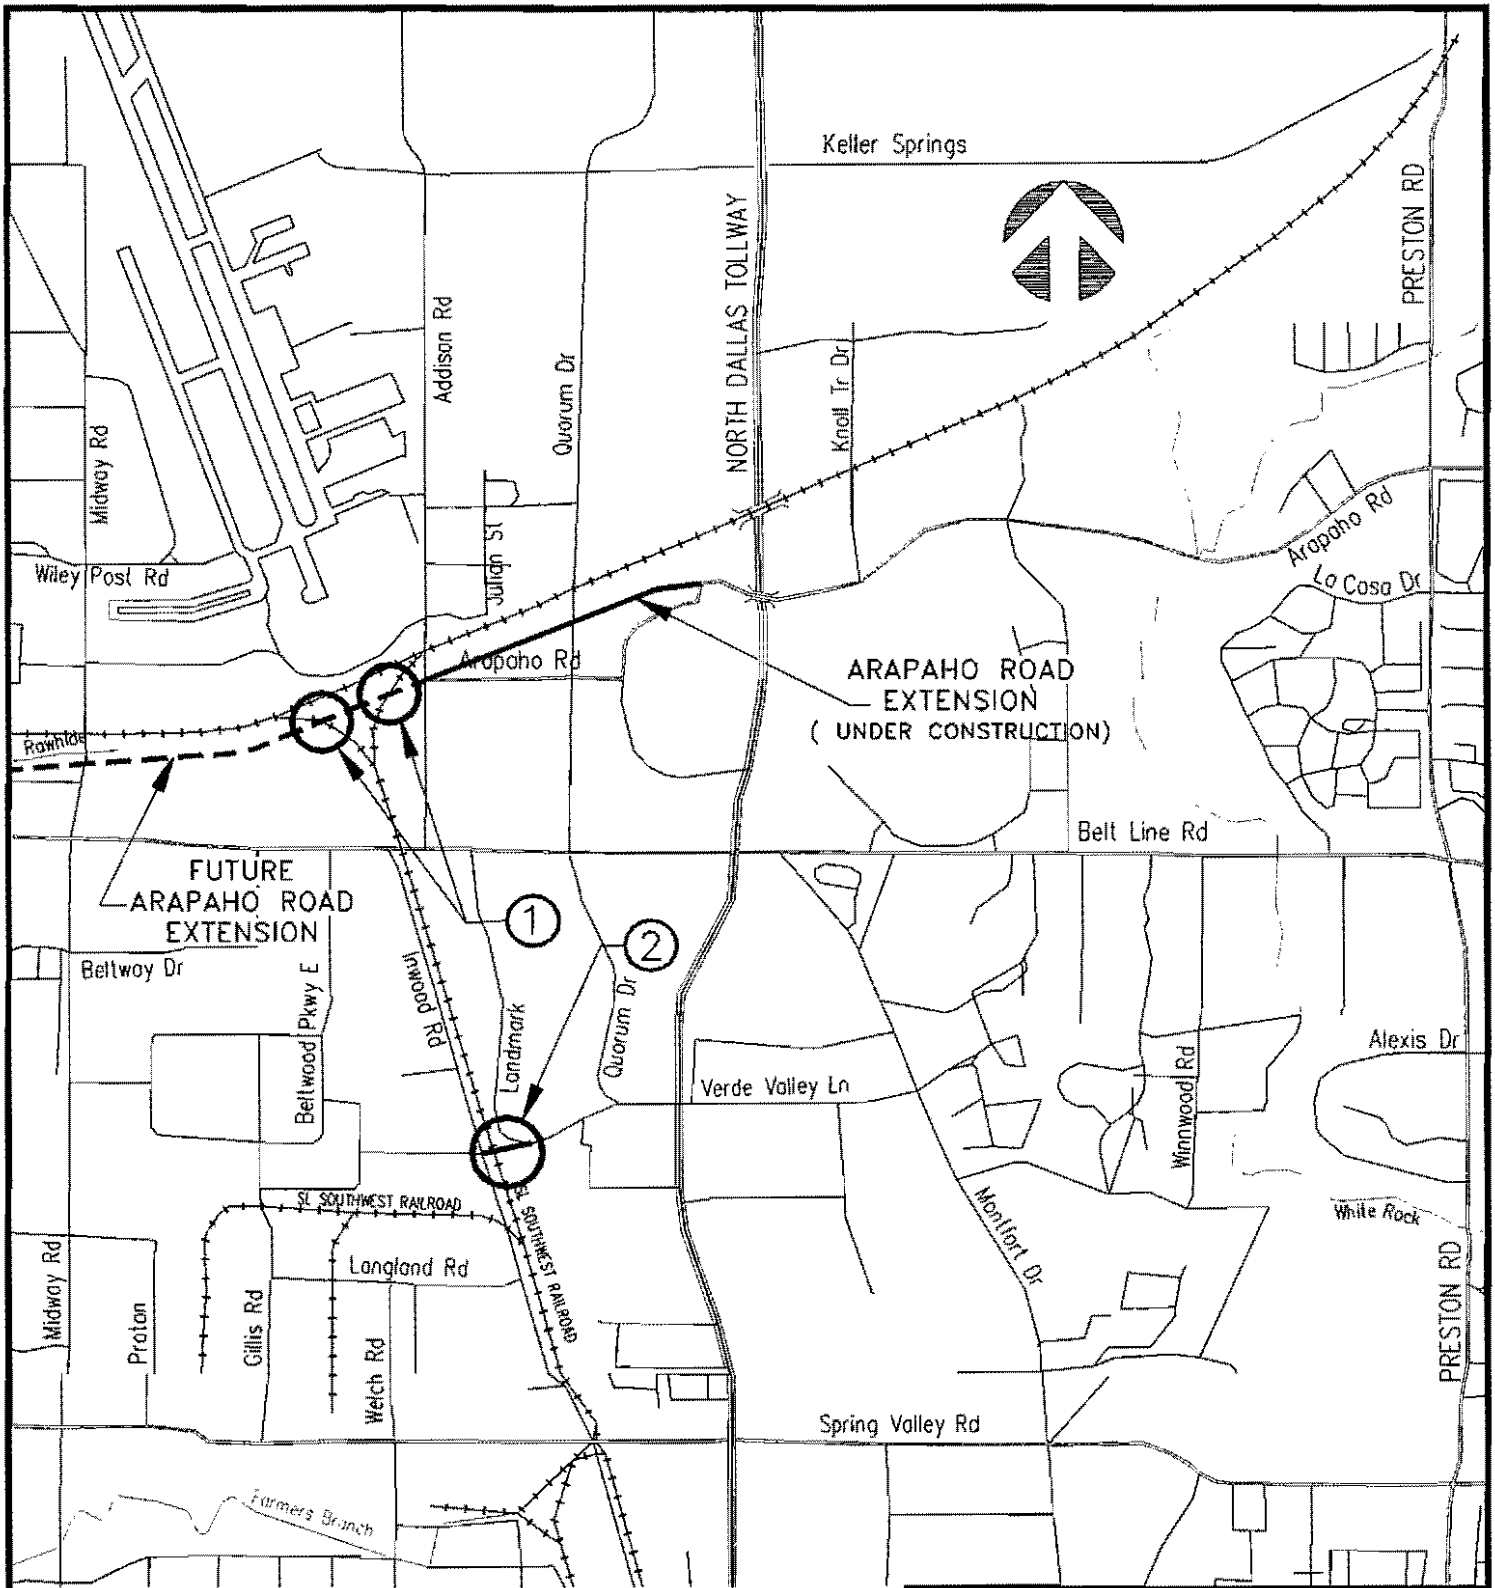 Keller Springs
PRESTON RD
NORTH DALLAS TOLLWAY
Addison Rd
Quorum Dr
Knoll Tr Dr
Midway Rd
Julian St
Arapaho Rd
Wiley Post Rd
La Casa Dr
Arapaho Rd
ARAPAHO ROAD
EXTENSION
( UNDER CONSTRUCTION)
Rawhide
Belt Line Rd
FUTURE
ARAPAHO ROAD
EXTENSION
1
2
Beltway Dr
Beltwood Pkwy E
Inwood Rd
Landmark
Quorum Dr
Verde Valley Ln
Alexis Dr
Winnwood Rd
SL SOUTHWEST RAILROAD
SL SOUTHWEST RAILROAD
Montfort Dr
White Rock
Langland Rd
Midway Rd
Proton
Gillis Rd
Welch Rd
PRESTON RD
Spring Valley Rd
Farmers Branch